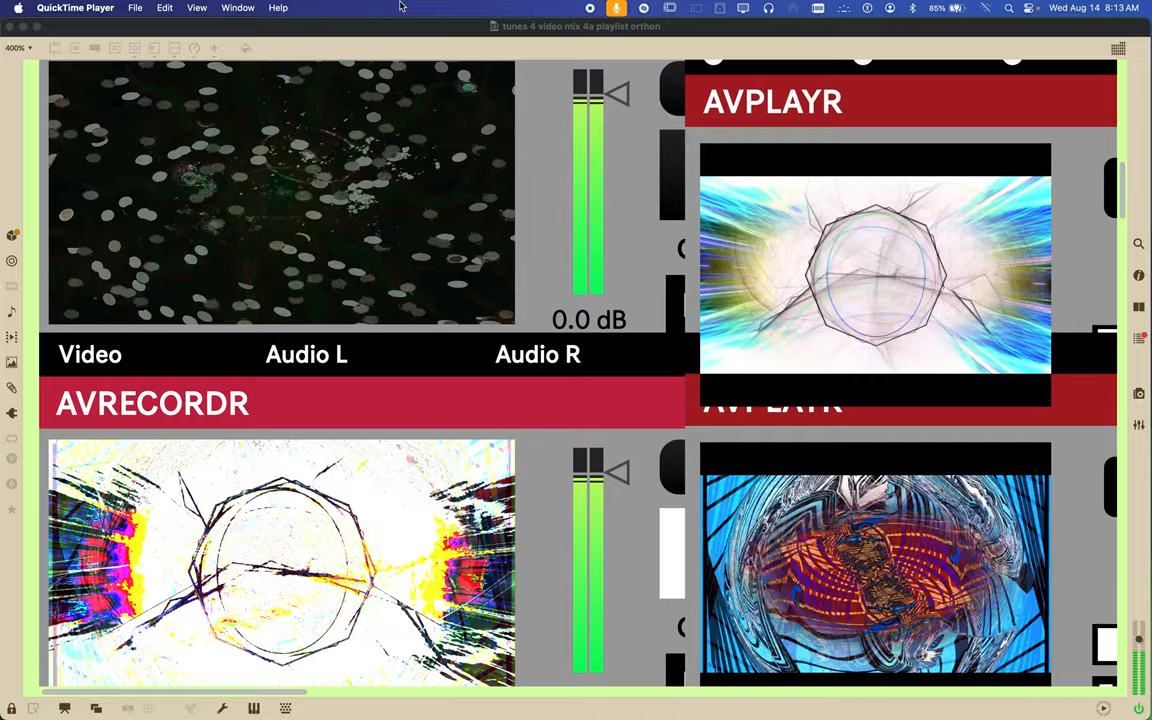 QuickTime Player File Edit View Window Help 85% Wed Aug 14 8:13 AM
tunes 4 video mix 4a playlist orthon
400%
AVPLAYR
0.0 dB
Video Audio L Audio R
AVRECORDR
AVPLAYR